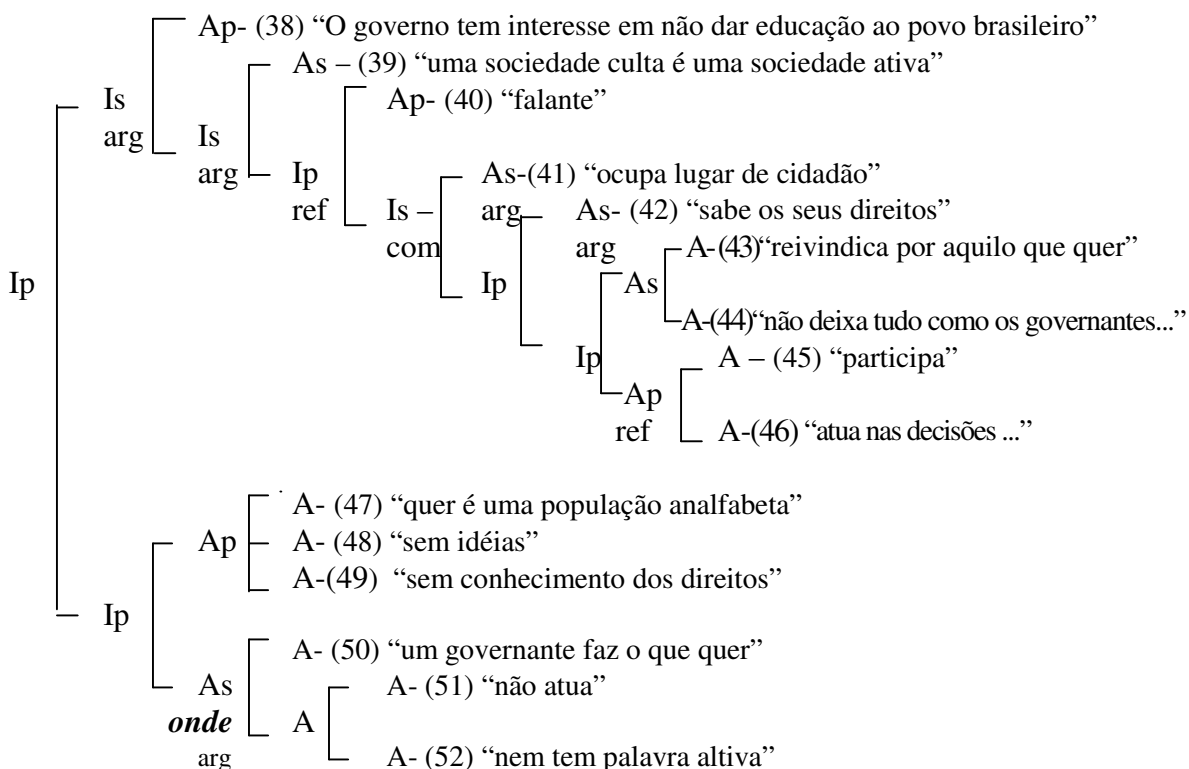 Ap- (38) “O governo tem interesse em não dar educação ao povo brasileiro”
As – (39) “uma sociedade culta é uma sociedade ativa”
Is Ap- (40) “falante”
arg Is
arg Ip As-(41) “ocupa lugar de cidadão”
ref Is – arg As- (42) “sabe os seus direitos”
com arg A-(43)“reivindica por aquilo que quer”
Ip Ip As
A-(44)“não deixa tudo como os governantes...”
Ip A – (45) “participa”
Ap
ref A-(46) “atua nas decisões ...”
A- (47) “quer é uma população analfabeta”
Ap A- (48) “sem idéias”
A-(49) “sem conhecimento dos direitos”
Ip
A- (50) “um governante faz o que quer”
As A- (51) “não atua”
onde A
arg A- (52) “nem tem palavra altiva”